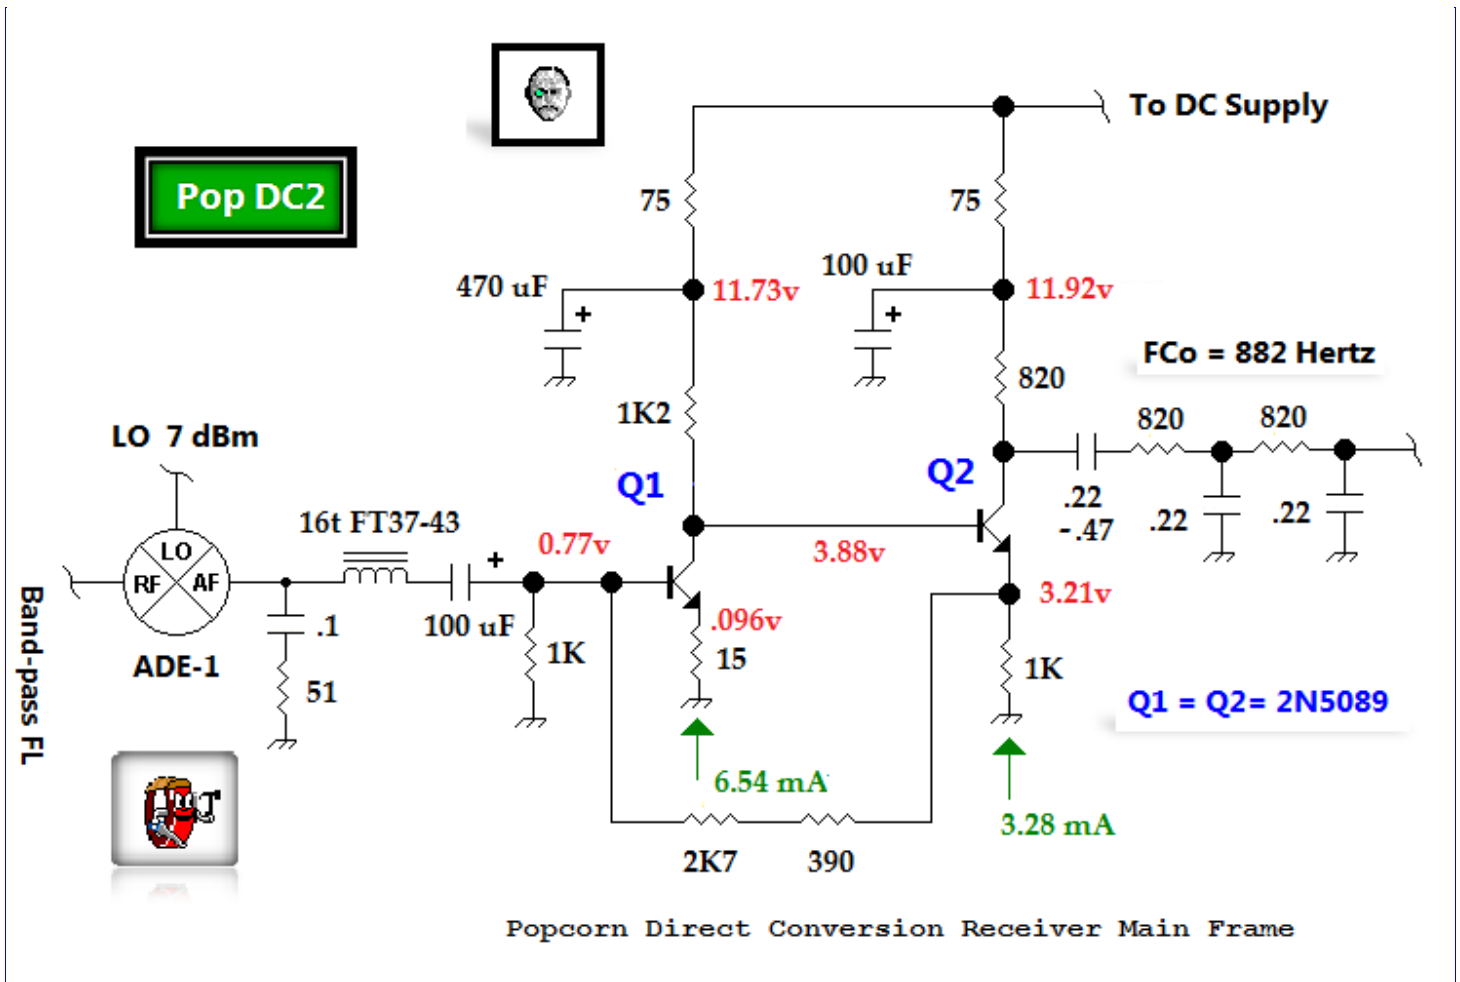 To DC Supply
Pop DC2
75
75
470 uF
+
11.73v
100 uF
+
11.92v
FCo = 882 Hertz
1K2
820
820
820
LO 7 dBm
Q1
Q2
.22
- .47
.22
.22
16t FT37-43
0.77v
+
3.88v
LO
RF
AF
3.21v
Band-pass FL
.1
100 uF
.096v
ADE-1
51
1K
15
1K
Q1 = Q2= 2N5089
6.54 mA
3.28 mA
2K7
390
Popcorn Direct Conversion Receiver Main Frame